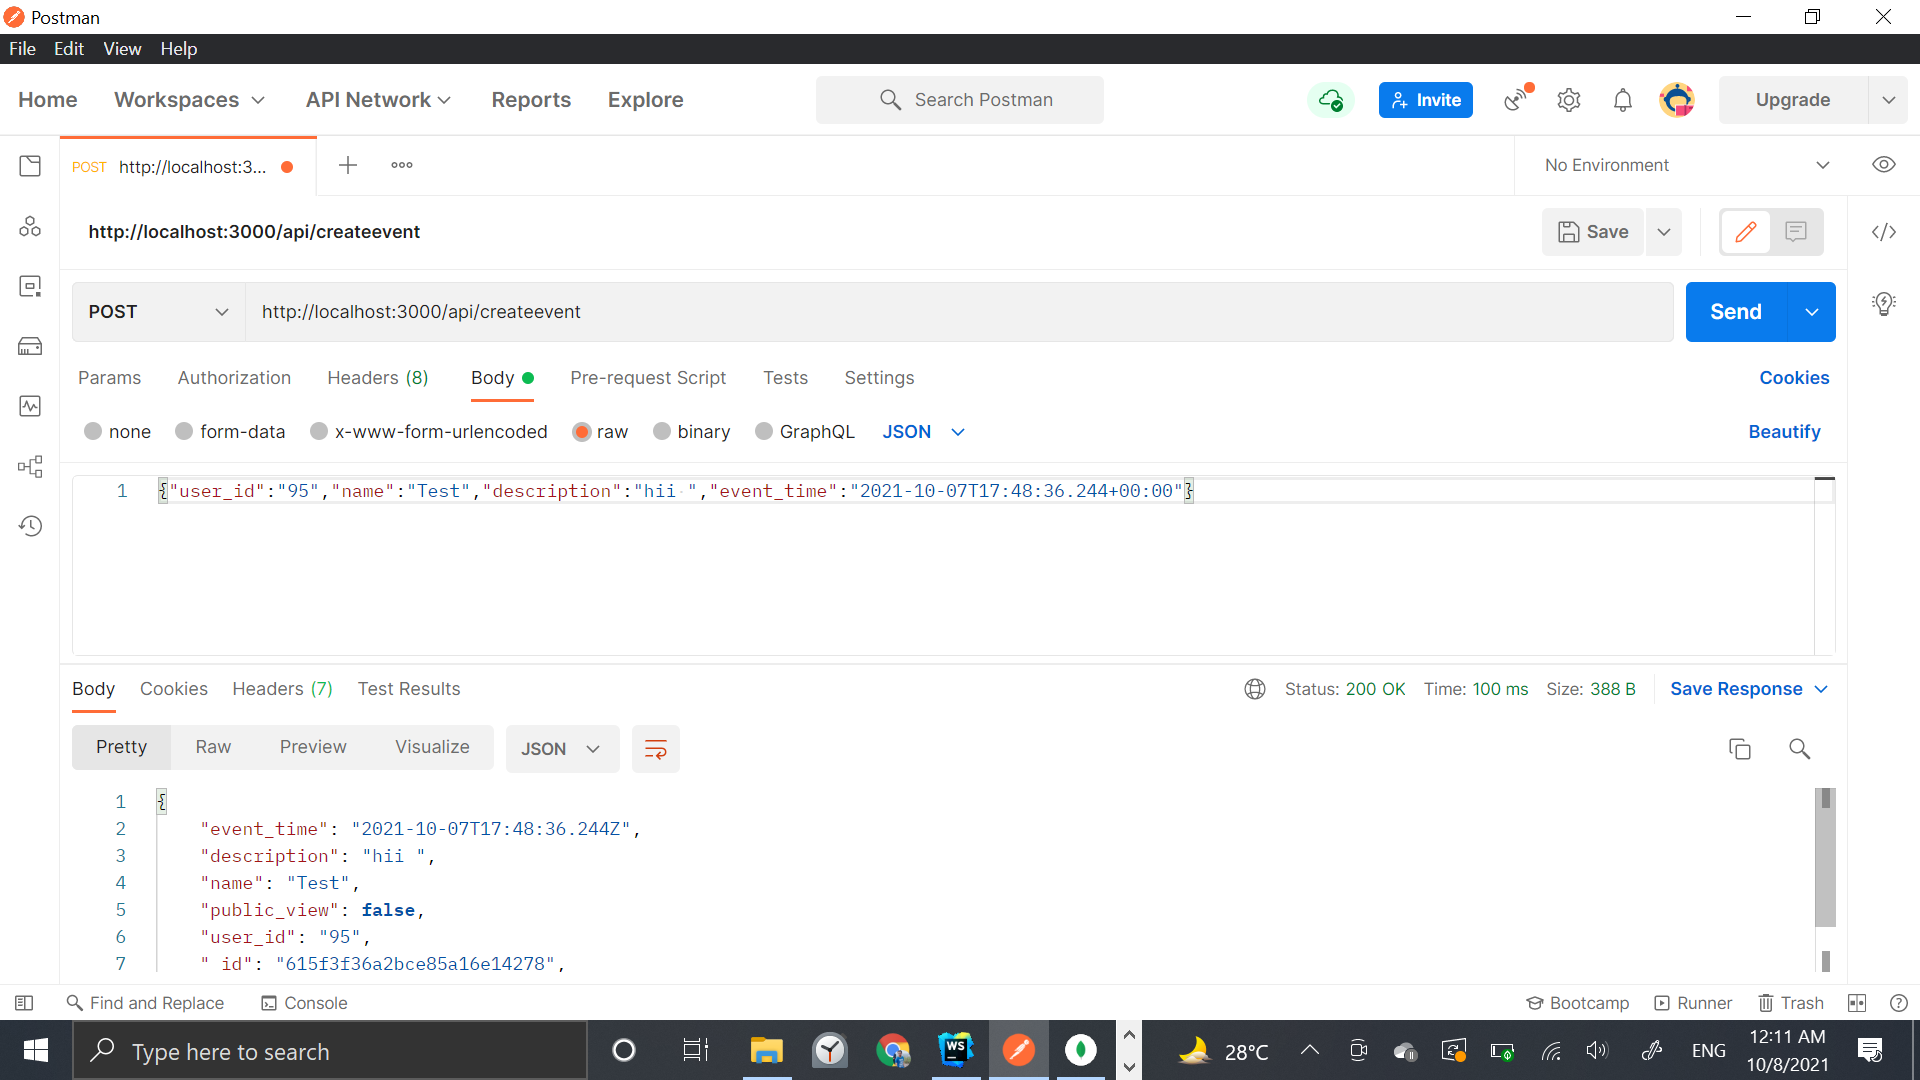 Postman
File Edit View Help
Home Workspaces API Network Reports Explore Search Postman Invite Upgrade
POST http://localhost:3... No Environment
http://localhost:3000/api/createevent Save
POST http://localhost:3000/api/createevent Send
Params Authorization Headers (8) Body Pre-request Script Tests Settings Cookies
none form-data x-www-form-urlencoded raw binary GraphQL JSON Beautify
1 {"user_id":"95","name":"Test","description":"hii ","event_time":"2021-10-07T17:48:36.244+00:00"}
Body Cookies Headers (7) Test Results Status: 200 OK Time: 100 ms Size: 388 B Save Response
Pretty Raw Preview Visualize JSON
1 {
2 "event_time": "2021-10-07T17:48:36.244Z",
3 "description": "hii ",
4 "name": "Test",
5 "public_view": false,
6 "user_id": "95",
7 "_id": "615f3f36a2bce85a16e14278",
Find and Replace Console Bootcamp Runner Trash
Type here to search WS 28°C ENG 12:11 AM
10/8/2021